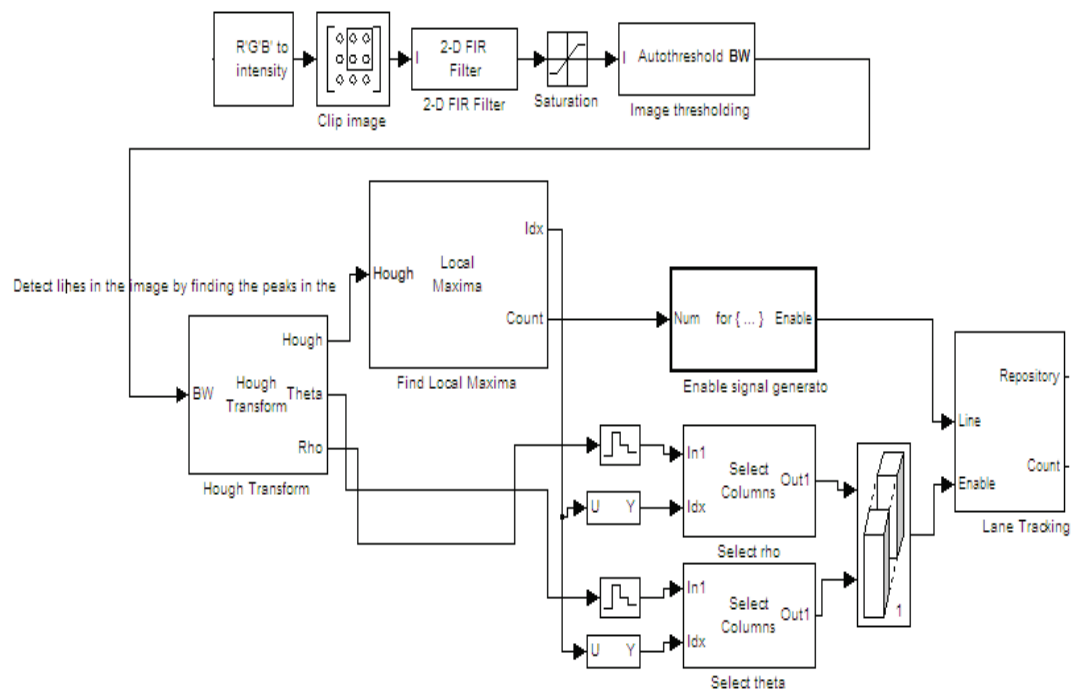 R'G'B' to
intensity
Clip image
I
2-D FIR
Filter
2-D FIR Filter
Saturation
I
Autothreshold BW
Image thresholding
Idx
Hough
Local
Maxima
Count
Find Local Maxima
Detect lines in the image by finding the peaks in the
Num
for { ... }
Enable
Enable signal generato
Hough
BW
Hough
Transform
Theta
Rho
Hough Transform
Repository
Line
Count
Enable
Lane Tracking
In1
Select
Columns
Out1
Idx
Select rho
U
Y
In1
Select
Columns
Out1
Idx
Select theta
U
Y
1